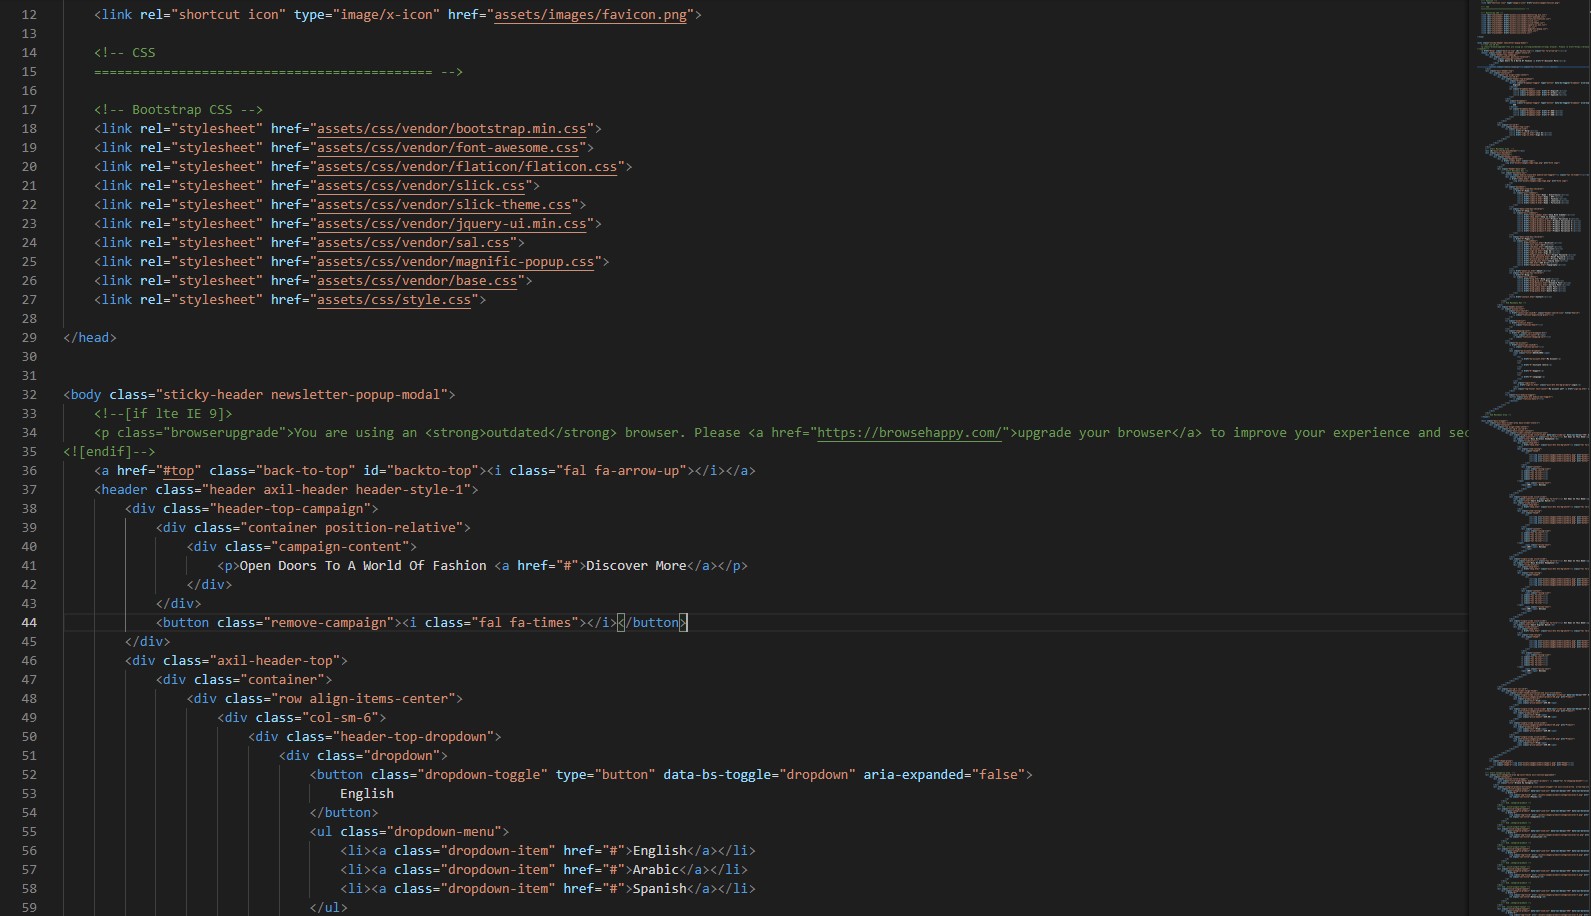 12 <link rel="shortcut icon" type="image/x-icon" href="assets/images/favicon.png">
13
14 <!-- CSS
15 ============================================ -->
16
17 <!-- Bootstrap CSS -->
18 <link rel="stylesheet" href="assets/css/vendor/bootstrap.min.css">
19 <link rel="stylesheet" href="assets/css/vendor/font-awesome.css">
20 <link rel="stylesheet" href="assets/css/vendor/flaticon/flaticon.css">
21 <link rel="stylesheet" href="assets/css/vendor/slick.css">
22 <link rel="stylesheet" href="assets/css/vendor/slick-theme.css">
23 <link rel="stylesheet" href="assets/css/vendor/jquery-ui.min.css">
24 <link rel="stylesheet" href="assets/css/vendor/sal.css">
25 <link rel="stylesheet" href="assets/css/vendor/magnific-popup.css">
26 <link rel="stylesheet" href="assets/css/vendor/base.css">
27 <link rel="stylesheet" href="assets/css/style.css">
28
29 </head>
30
31
32 <body class="sticky-header newsletter-popup-modal">
33 <!--[if lte IE 9]>
34 <p class="browserupgrade">You are using an <strong>outdated</strong> browser. Please <a href="https://browsehappy.com/">upgrade your browser</a> to improve your experience and sec
35 <![endif]-->
36 <a href="#top" class="back-to-top" id="backto-top"><i class="fal fa-arrow-up"></i></a>
37 <header class="header axil-header header-style-1">
38 <div class="header-top-campaign">
39 <div class="container position-relative">
40 <div class="campaign-content">
41 <p>Open Doors To A World Of Fashion <a href="#">Discover More</a></p>
42 </div>
43 </div>
44 <button class="remove-campaign"><i class="fal fa-times"></i></button>
45 </div>
46 <div class="axil-header-top">
47 <div class="container">
48 <div class="row align-items-center">
49 <div class="col-sm-6">
50 <div class="header-top-dropdown">
51 <div class="dropdown">
52 <button class="dropdown-toggle" type="button" data-bs-toggle="dropdown" aria-expanded="false">
53 English
54 </button>
55 <ul class="dropdown-menu">
56 <li><a class="dropdown-item" href="#">English</a></li>
57 <li><a class="dropdown-item" href="#">Arabic</a></li>
58 <li><a class="dropdown-item" href="#">Spanish</a></li>
59 </ul>